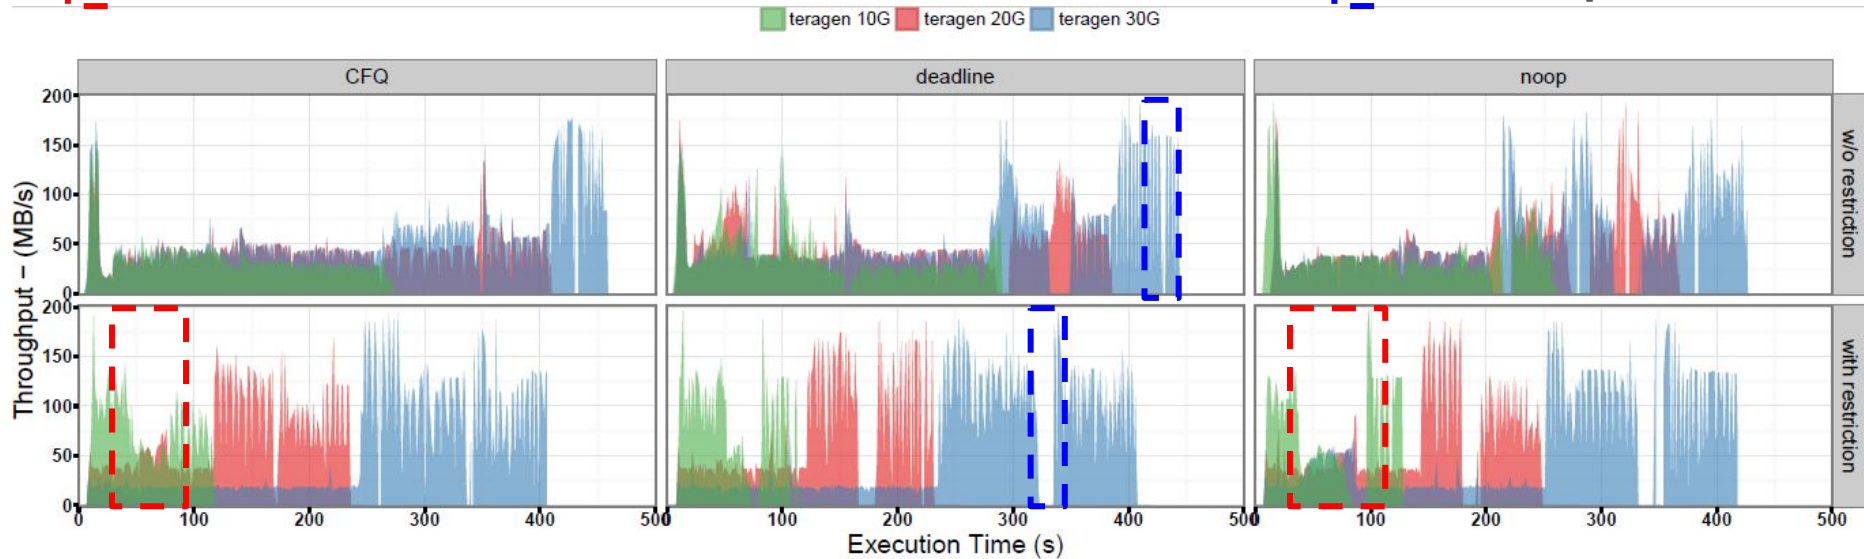 teragen 10G teragen 20G teragen 30G
CFQ deadline noop
200
150
100
50
0
w/o restriction
200
150
100
50
0
with restriction
0 100 200 300 400 500 0 100 200 300 400 500 0 100 200 300 400 500
Throughput – (MB/s)
Execution Time (s)